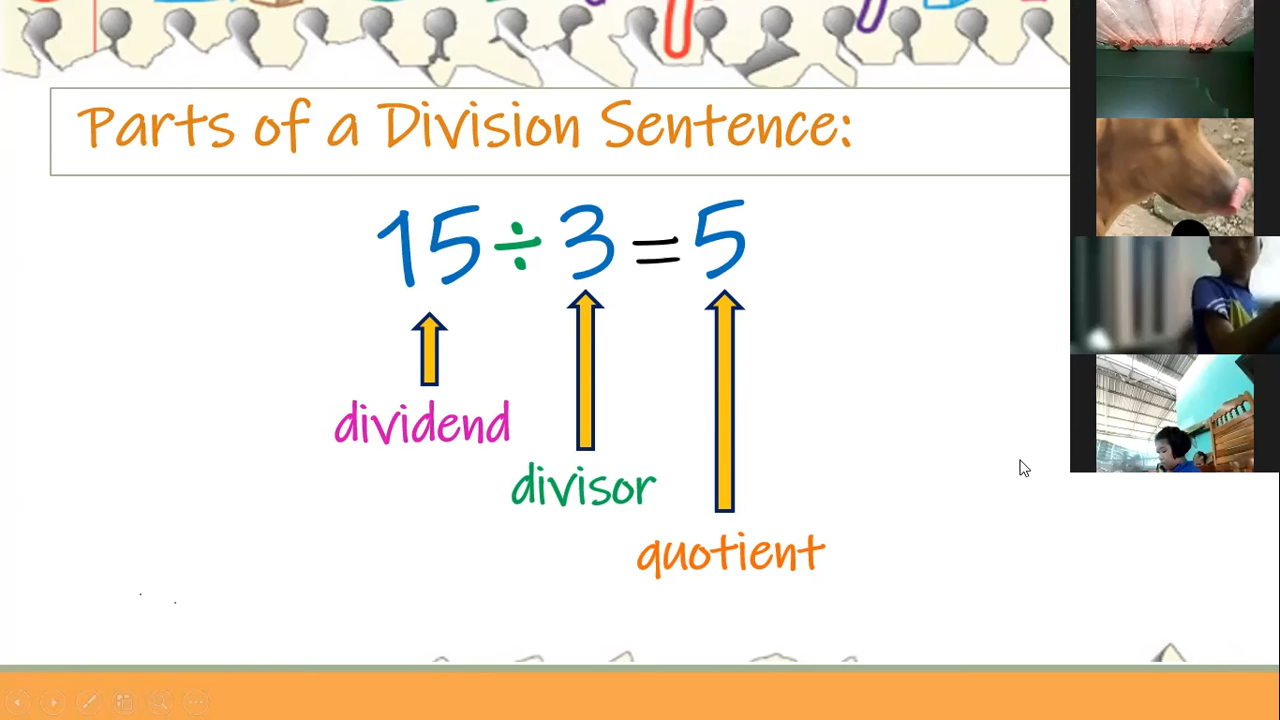 Parts of a Division Sentence:
15 ÷ 3 = 5
dividend
divisor
quotient